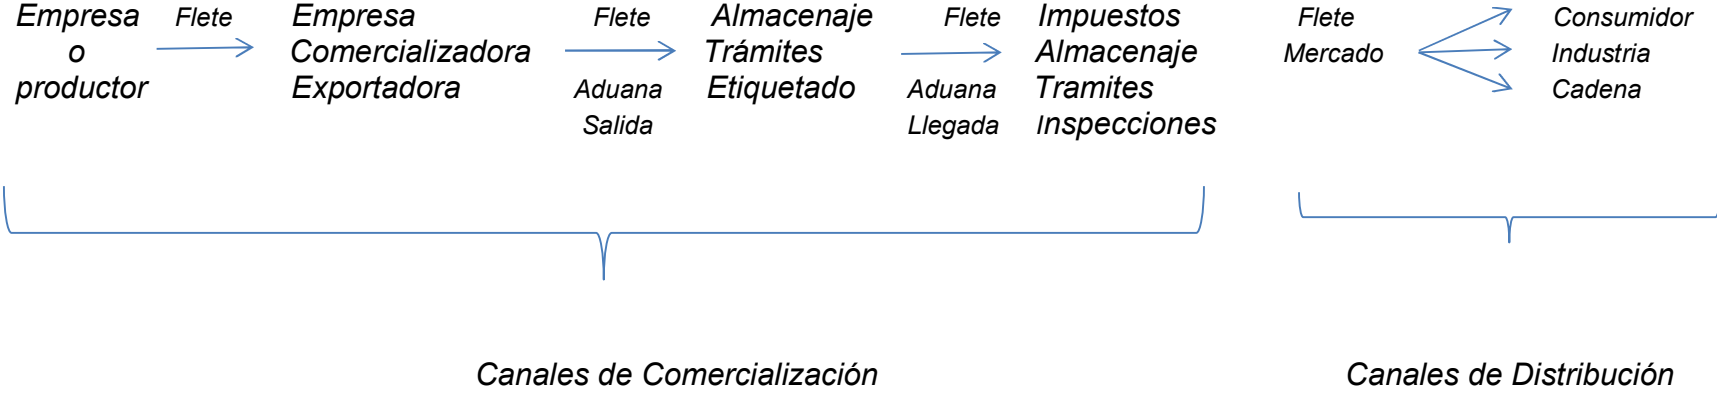 Empresa Flete Empresa Flete Almacenaje Flete Impuestos Flete Consumidor
o Comercializadora Trámites Almacenaje Mercado Industria
productor Exportadora Aduana Etiquetado Aduana Tramites Cadena
Salida Llegada Inspecciones
Canales de Comercialización Canales de Distribución